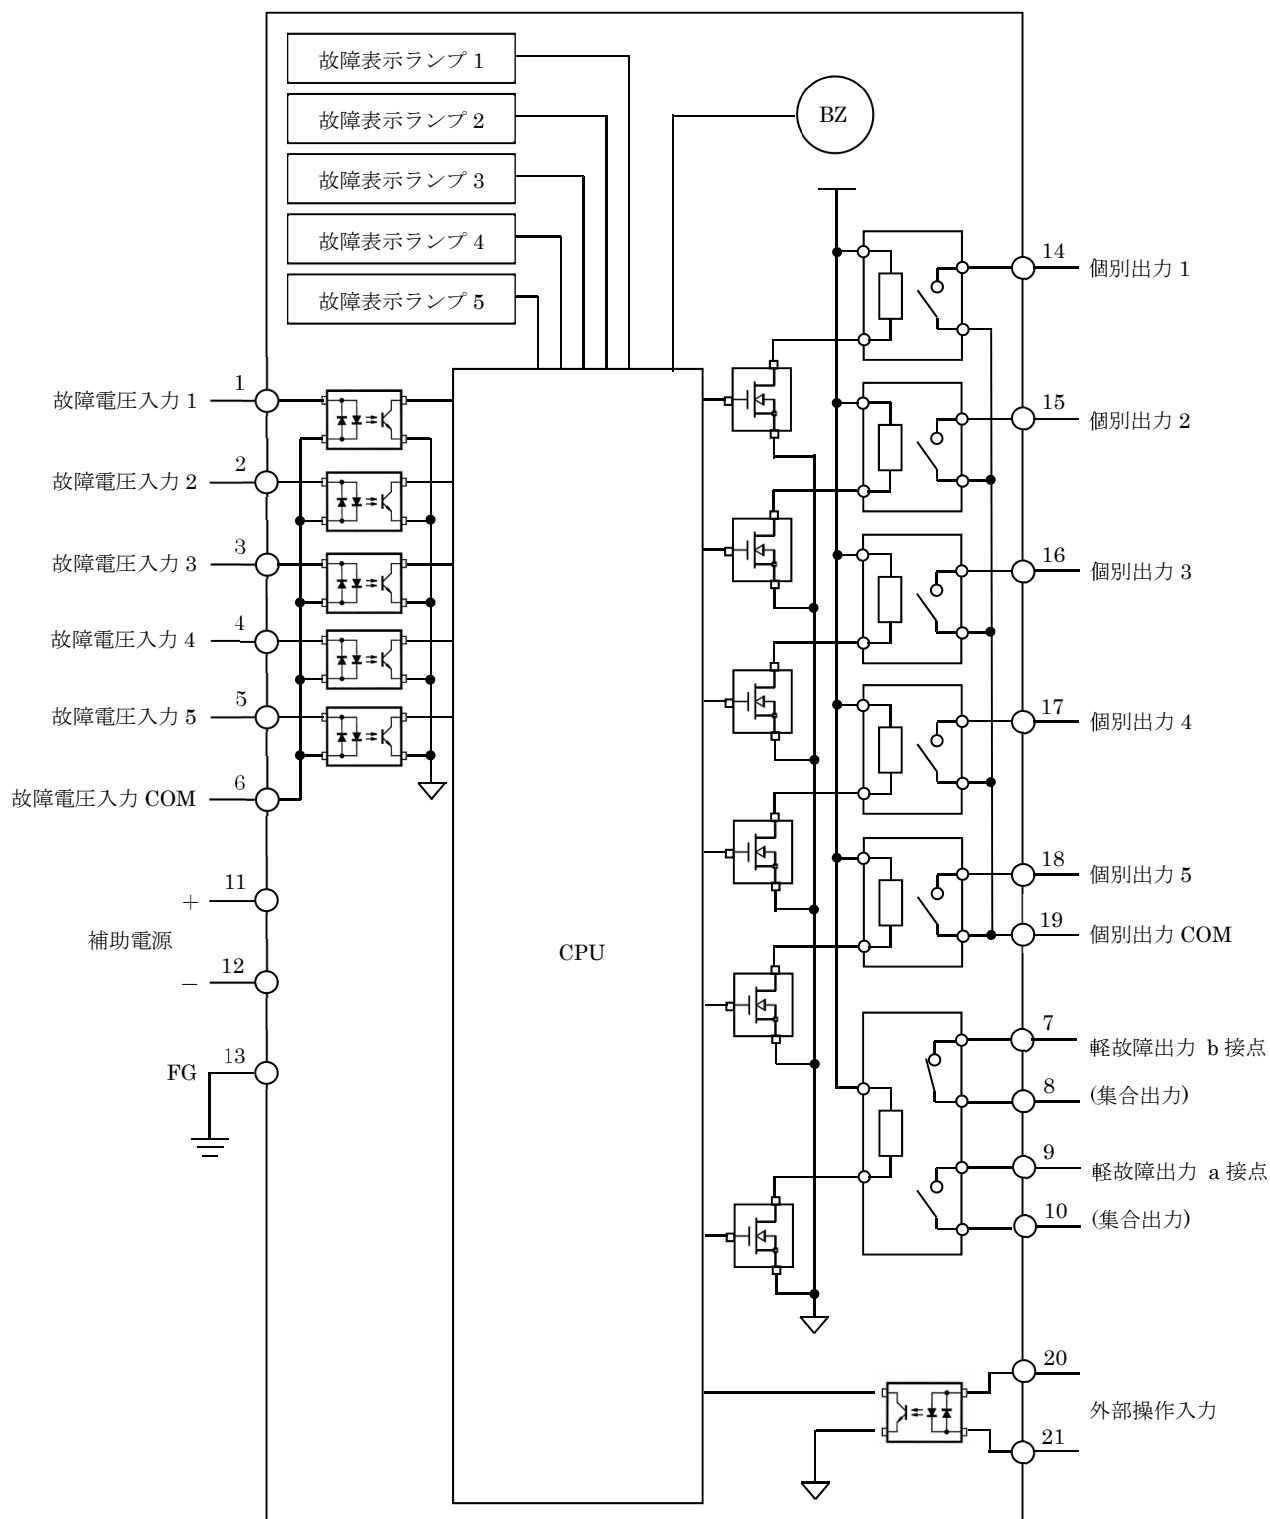 故障表示ランプ 1
故障表示ランプ 2
故障表示ランプ 3
故障表示ランプ 4
故障表示ランプ 5
BZ
CPU
1
故障電圧入力 1
2
故障電圧入力 2
3
故障電圧入力 3
4
故障電圧入力 4
5
故障電圧入力 5
6
故障電圧入力 COM
11
+
補助電源
12
−
13
FG
14
個別出力 1
15
個別出力 2
16
個別出力 3
17
個別出力 4
18
個別出力 5
19
個別出力 COM
7
軽故障出力 b 接点
8
(集合出力)
9
軽故障出力 a 接点
10
(集合出力)
20
外部操作入力
21